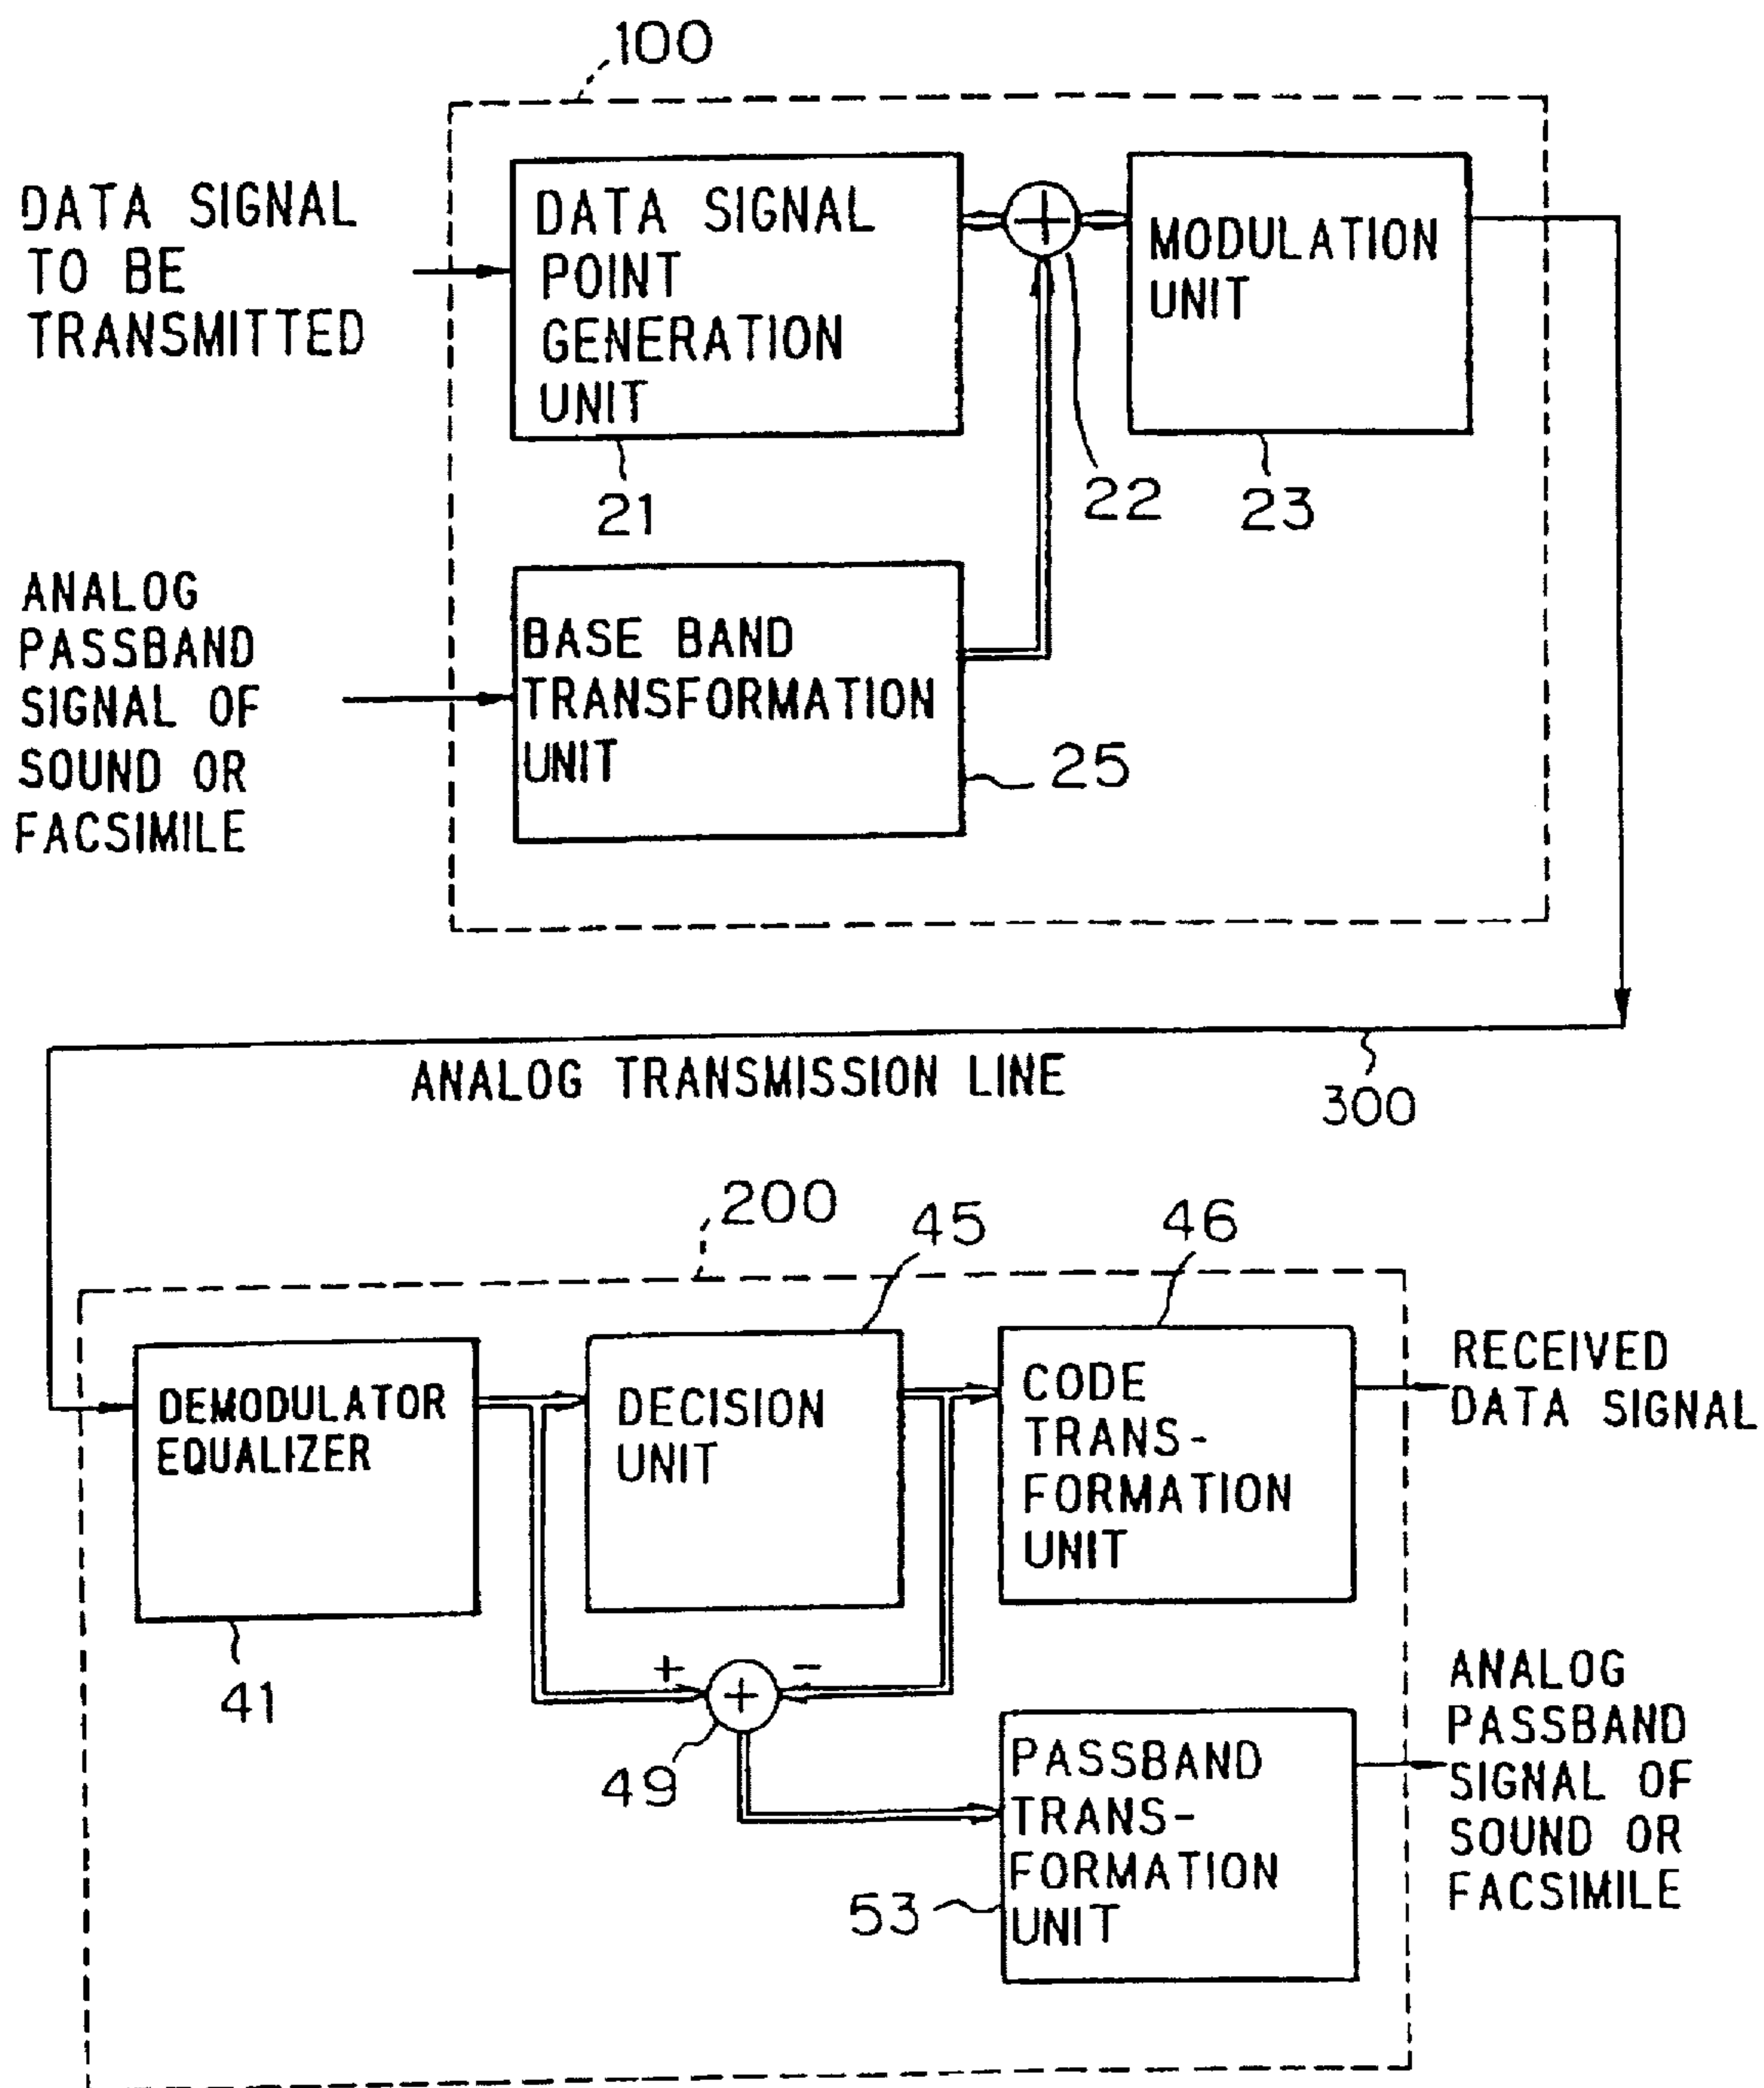 100
DATA SIGNAL
TO BE
TRANSMITTED
DATA SIGNAL
POINT
GENERATION
UNIT
21
+
22
MODULATION
UNIT
23
ANALOG
PASSBAND
SIGNAL OF
SOUND OR
FACSIMILE
BASE BAND
TRANSFORMATION
UNIT
25
ANALOG TRANSMISSION LINE
300
200
45
46
DEMODULATOR
EQUALIZER
41
DECISION
UNIT
CODE
TRANS-
FORMATION
UNIT
RECEIVED
DATA SIGNAL
+
-
+
49
PASSBAND
TRANS-
FORMATION
UNIT
53
ANALOG
PASSBAND
SIGNAL OF
SOUND OR
FACSIMILE